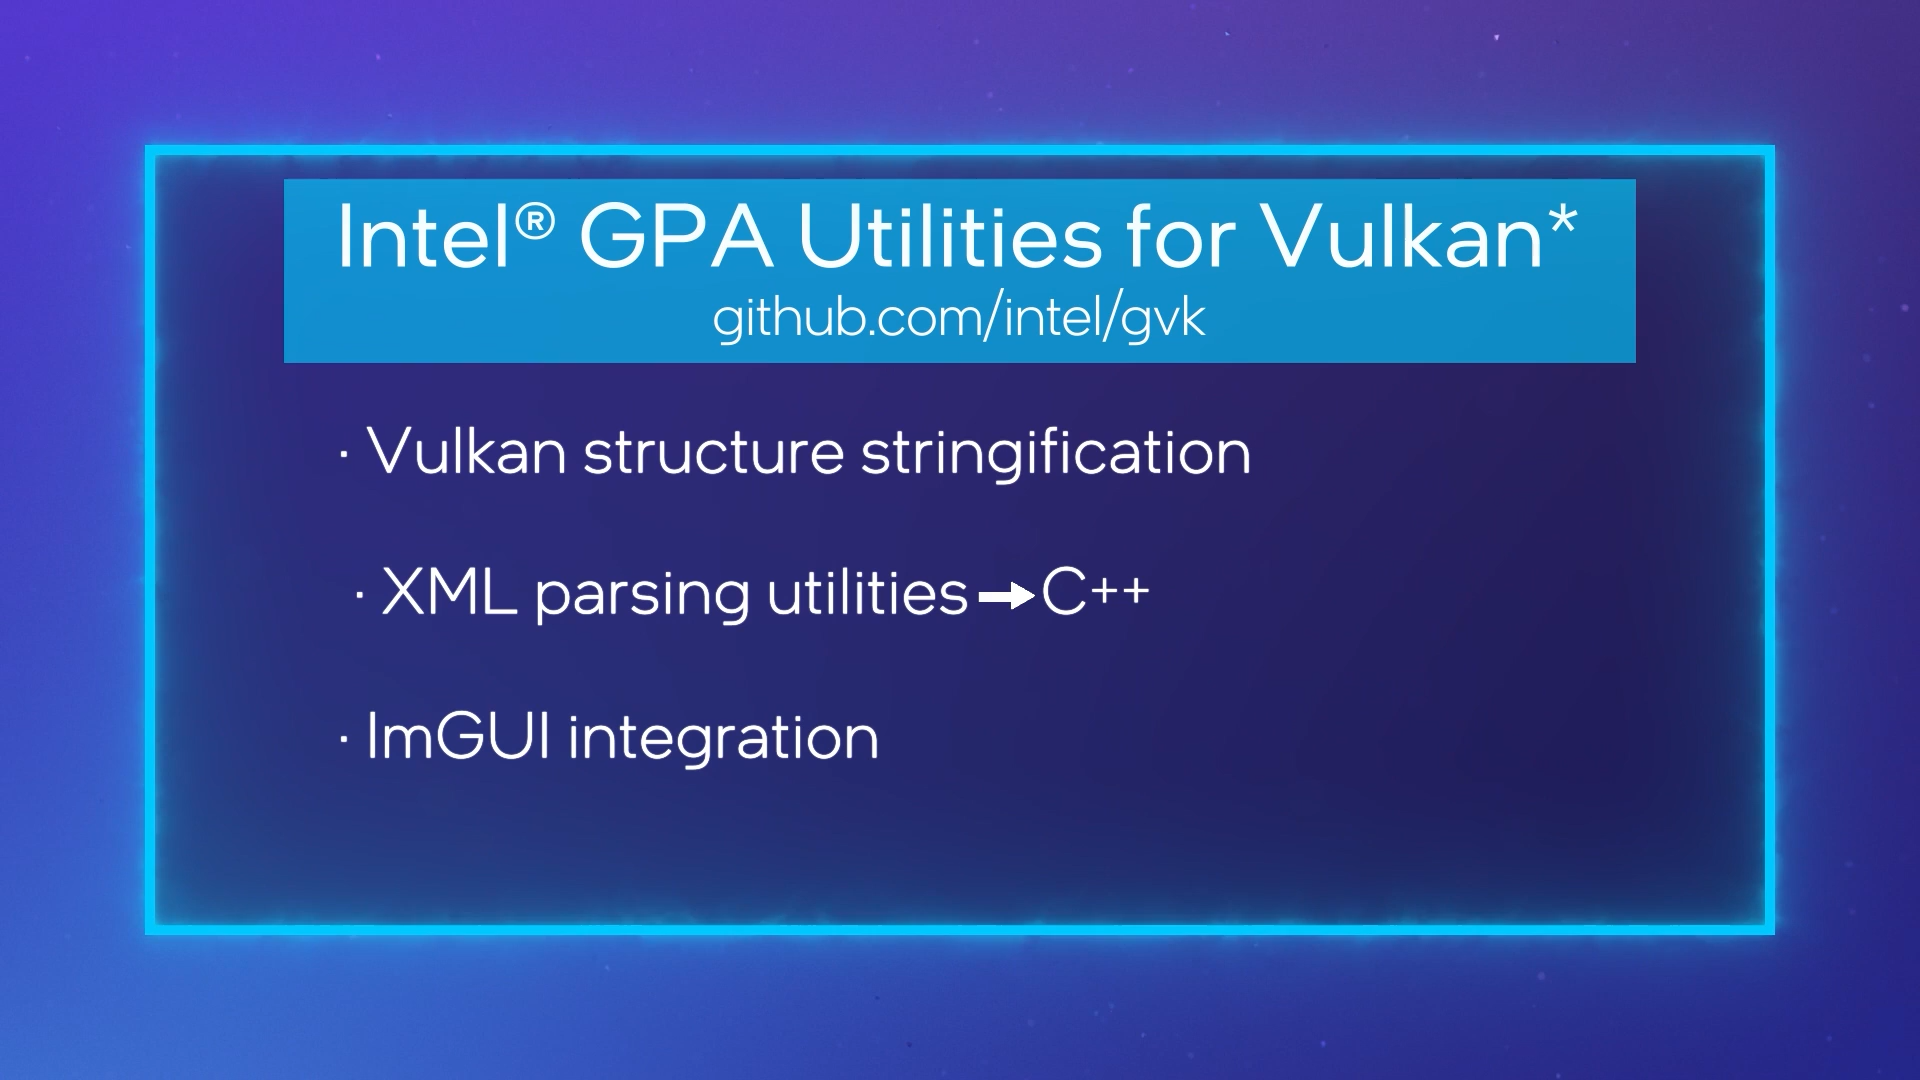 Intel® GPA Utilities for Vulkan*
github.com/intel/gvk
· Vulkan structure stringification
· XML parsing utilities ➡ C++
· ImGUI integration